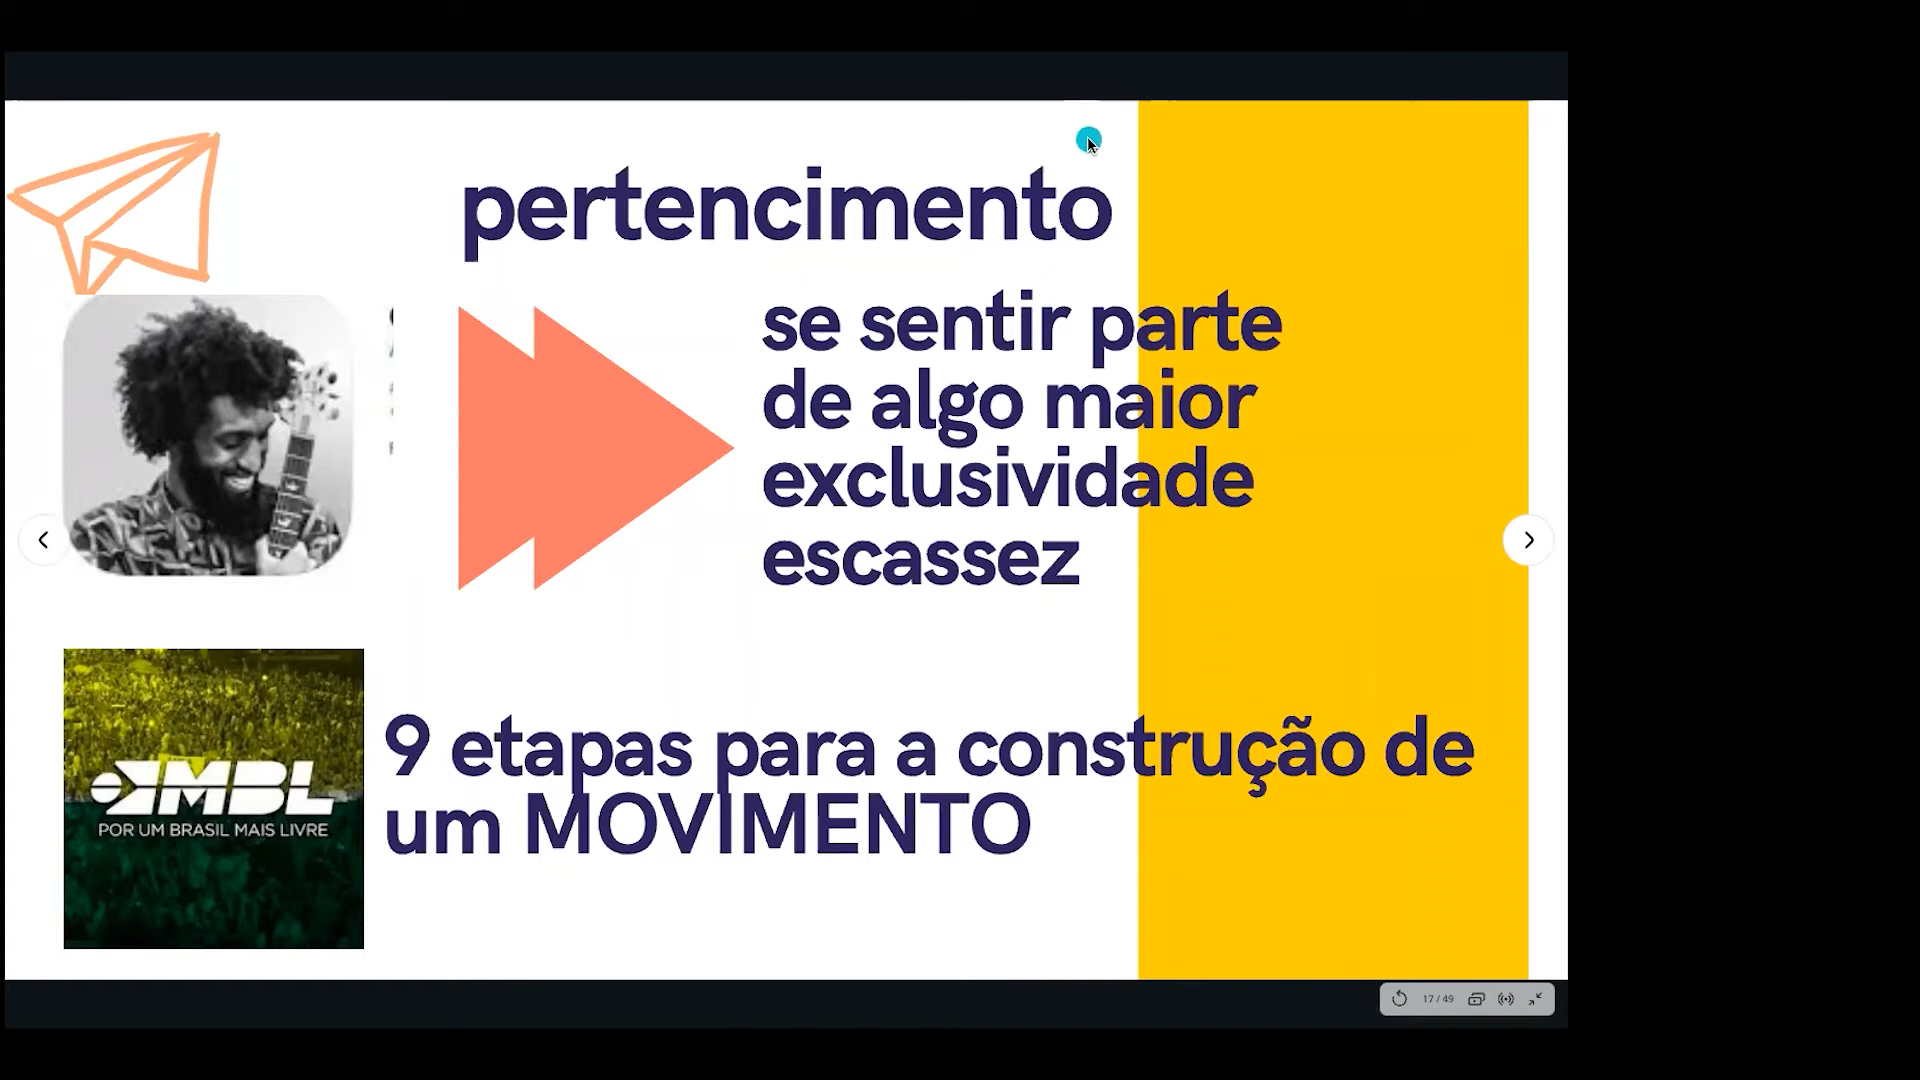 pertencimento
se sentir parte
de algo maior
exclusividade
escassez
MBL
POR UM BRASIL MAIS LIVRE
9 etapas para a construção de
um MOVIMENTO
17 / 49